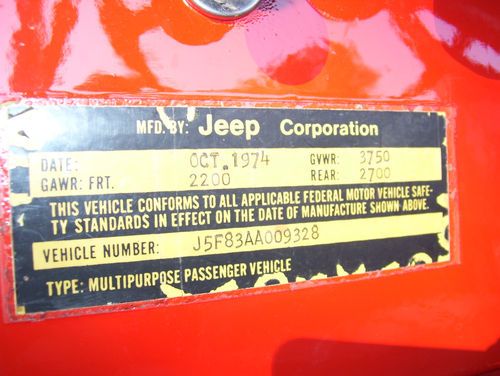 MFD. BY: Jeep Corporation
DATE: OCT.1974 GVWR: 3750
GAWR: FRT. 2200 REAR: 2700
THIS VEHICLE CONFORMS TO ALL APPLICABLE FEDERAL MOTOR VEHICLE SAFE-
TY STANDARDS IN EFFECT ON THE DATE OF MANUFACTURE SHOWN ABOVE.
VEHICLE NUMBER: J5F83AA009328
TYPE: MULTIPURPOSE PASSENGER VEHICLE